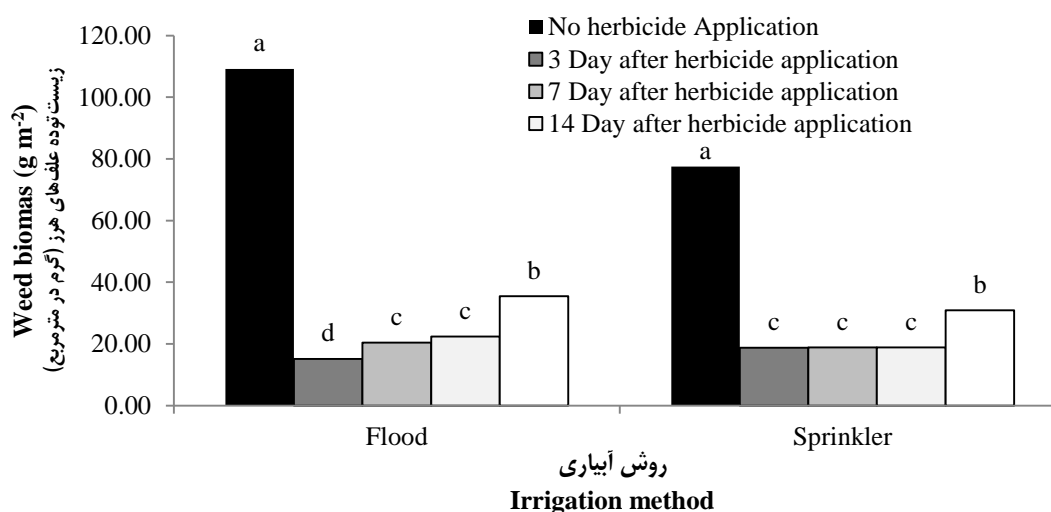 No herbicide Application
3 Day after herbicide application
7 Day after herbicide application
14 Day after herbicide application
Weed biomas (g m-2)
زیست‌توده علف‌های هرز (گرم در مترمربع)
120.00
100.00
80.00
60.00
40.00
20.00
0.00
a
d
c
c
b
a
c
c
c
b
Flood
Sprinkler
روش آبیاری
Irrigation method